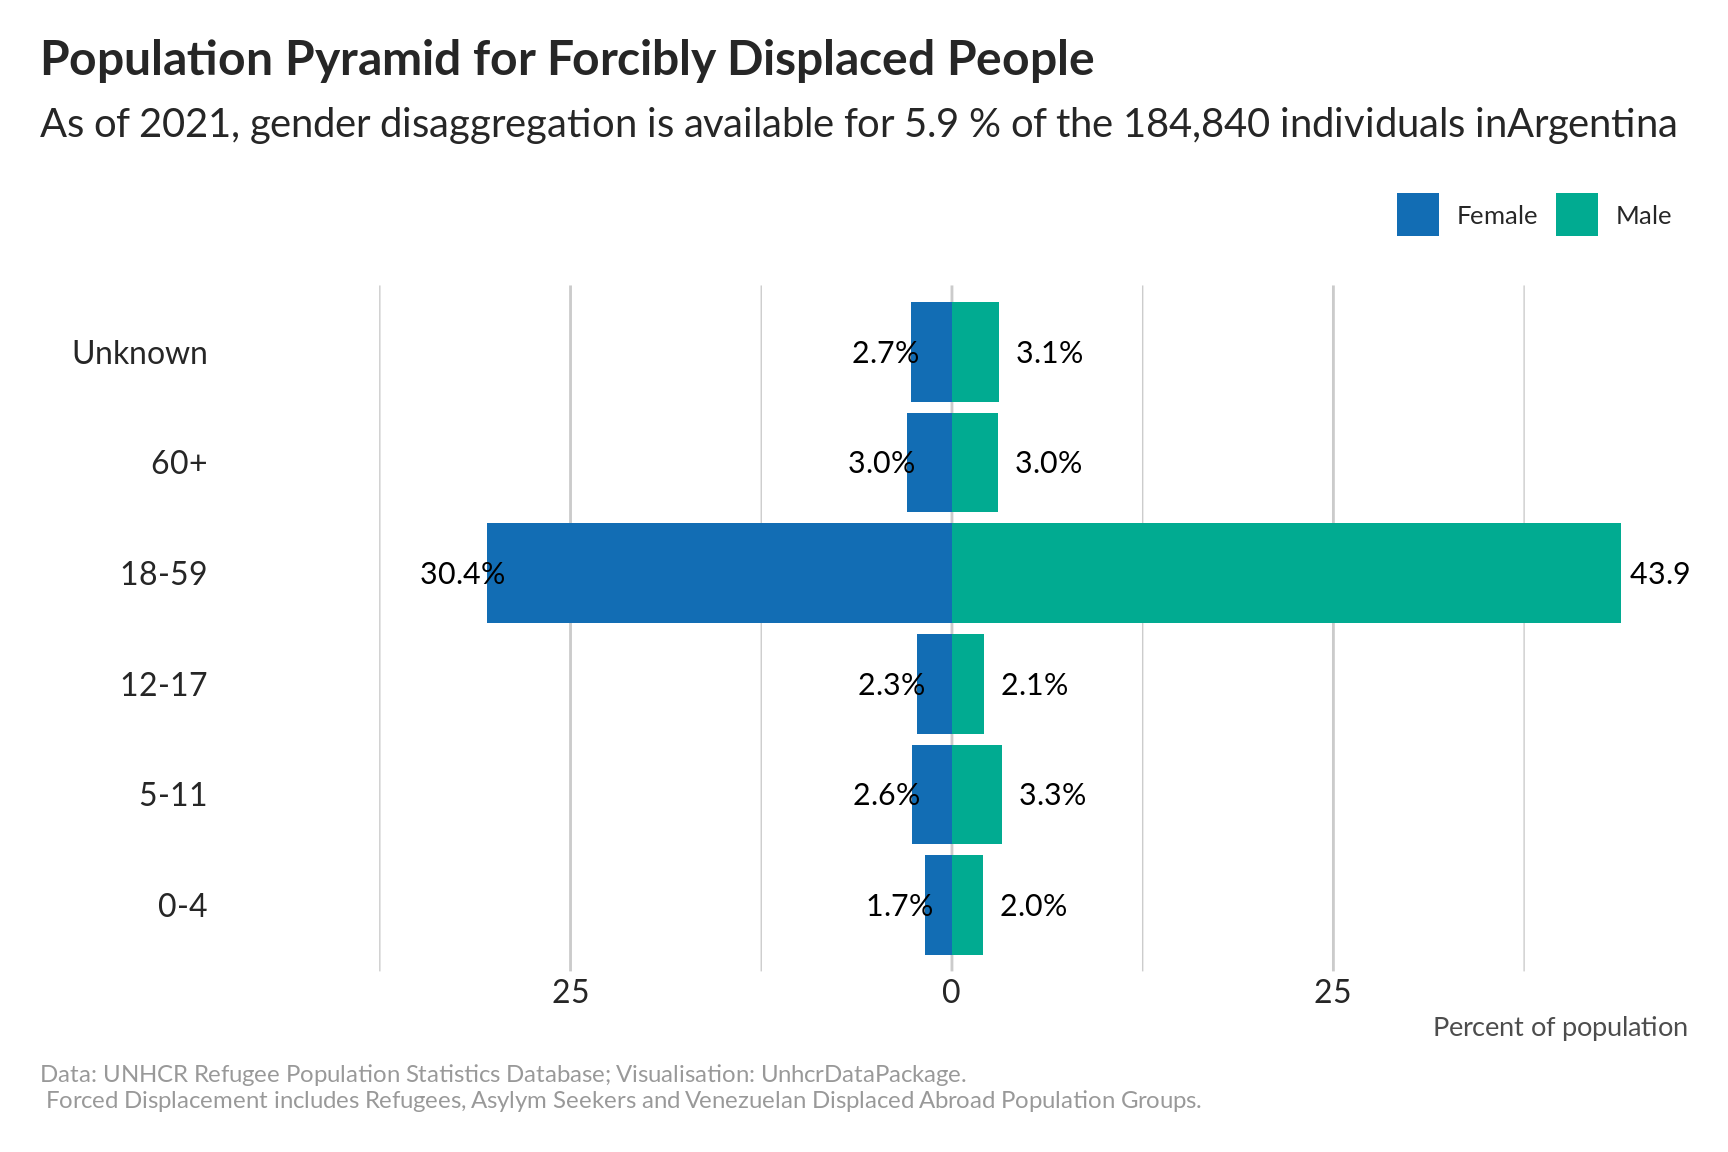 Population Pyramid for Forcibly Displaced People
As of 2021, gender disaggregation is available for 5.9 % of the 184,840 individuals inArgentina
Female Male
Unknown 2.7% 3.1%
60+ 3.0% 3.0%
18-59 30.4% 43.9
12-17 2.3% 2.1%
5-11 2.6% 3.3%
0-4 1.7% 2.0%
25 0 25
Percent of population
Data: UNHCR Refugee Population Statistics Database; Visualisation: UnhcrDataPackage.
Forced Displacement includes Refugees, Asylym Seekers and Venezuelan Displaced Abroad Population Groups.